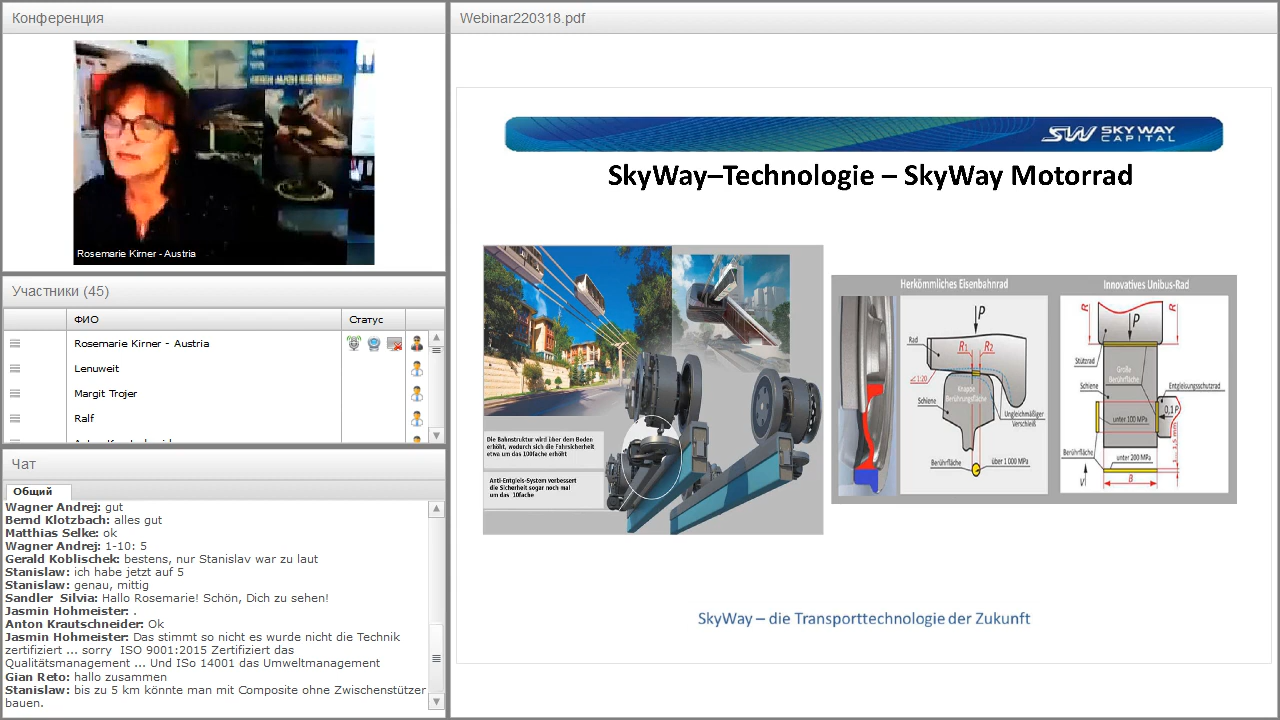 Конференция
Rosemarie Kirner - Austria
Участники (45)
ФИО
Статус
Rosemarie Kirner - Austria
Lenuweit
Margit Trojer
Ralf
Чат
Общий
Wagner Andrej: gut
Bernd Klotzbach: alles gut
Matthias Selke: ok
Wagner Andrej: 1-10: 5
Gerald Koblischek: bestens, nur Stanislav war zu laut
Stanislaw: ich habe jetzt auf 5
Stanislaw: genau, mittig
Sandler Silvia: Hallo Rosemarie! Schön, Dich zu sehen!
Jasmin Hohmeister: .
Anton Krautschneider: Ok
Jasmin Hohmeister: Das stimmt so nicht es wurde nicht die Technik
zertifiziert ... sorry ISO 9001:2015 Zertifiziert das
Qualitätsmanagement ... Und iSo 14001 das Umweltmanagement
Gian Reto: hallo zusammen
Stanislaw: bis zu 5 km könnte man mit Composite ohne Zwischenstützer
bauen.
Webinar220318.pdf
SW SKY WAY
CAPITAL
SkyWay–Technologie – SkyWay Motorrad
Die Bahnstruktur wird über dem Boden
erhöht, wodurch sich die Fahrsicherheit
etwa um das 100fache erhöht
Anti-Entgleis-System verbessert
die Sicherheit sogar noch mal
um das 10fache
Herkömmliches Eisenbahnrad
P
Rad
R1
R2
∠1:20
Knappe
Berührungsfläche
Schiene
Ungleichmäßiger
Verschleiß
Berührfläche
über 1 000 MPa
Innovatives Unibus-Rad
R
P
R
Stützrad
Große
Berührfläche
Schiene
Entgleisungsschutzrad
0,1 P
unter 100 MPa
Berührfläche
unter 200 MPa
V
B
SkyWay – die Transporttechnologie der Zukunft